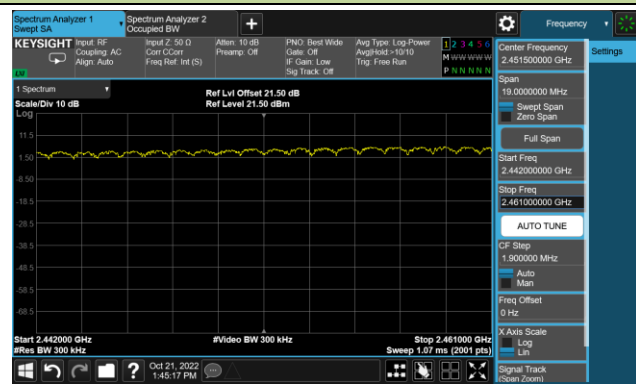 Spectrum Analyzer 1
Swept SA
Spectrum Analyzer 2
Occupied BW
Frequency
KEYSIGHT
Input: RF
Coupling: AC
Align: Auto
Input Z: 50 Ω
Corr CCorr
Freq Ref: Int (S)
Atten: 10 dB
Preamp: Off
PNO: Best Wide
Gate: Off
IF Gain: Low
Sig Track: Off
Avg Type: Log-Power
Avg|Hold:>10/10
Trig: Free Run
1 2 3 4 5 6
M W W W W W
P N N N N N
LW
1 Spectrum
Scale/Div 10 dB
Log
Ref Lvl Offset 21.50 dB
Ref Level 21.50 dBm
11.5
1.50
-8.50
-18.5
-28.5
-38.5
-48.5
-58.5
-68.5
Start 2.442000 GHz
#Res BW 300 kHz
#Video BW 300 kHz
Stop 2.461000 GHz
Sweep 1.07 ms (2001 pts)
Oct 21, 2022
1:45:17 PM
Center Frequency
2.451500000 GHz
Settings
Span
19.0000000 MHz
Swept Span
Zero Span
Full Span
Start Freq
2.442000000 GHz
Stop Freq
2.461000000 GHz
AUTO TUNE
CF Step
1.900000 MHz
Auto
Man
Freq Offset
0 Hz
X Axis Scale
Log
Lin
Signal Track
(Span Zoom)